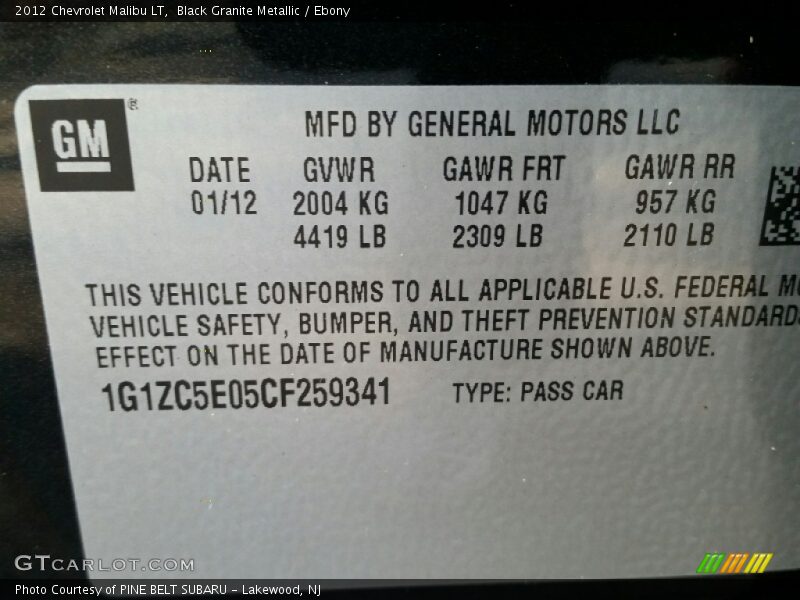 2012 Chevrolet Malibu LT, Black Granite Metallic / Ebony
GM ®
MFD BY GENERAL MOTORS LLC
DATE GVWR GAWR FRT GAWR RR
01/12 2004 KG 1047 KG 957 KG
4419 LB 2309 LB 2110 LB
THIS VEHICLE CONFORMS TO ALL APPLICABLE U.S. FEDERAL
VEHICLE SAFETY, BUMPER, AND THEFT PREVENTION STANDARDS
EFFECT ON THE DATE OF MANUFACTURE SHOWN ABOVE.
1G1ZC5E05CF259341 TYPE: PASS CAR
GTCARLOT.COM
Photo Courtesy of PINE BELT SUBARU - Lakewood, NJ